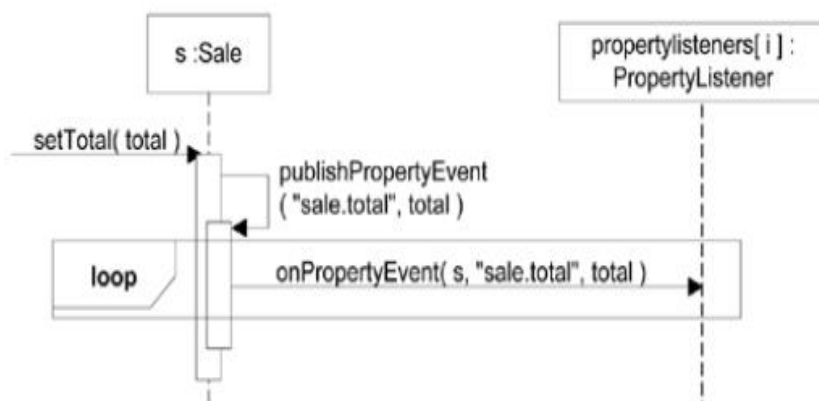 s :Sale
propertylisteners[ i ] :
PropertyListener
setTotal( total )
publishPropertyEvent
( "sale.total", total )
loop
onPropertyEvent( s, "sale.total", total )